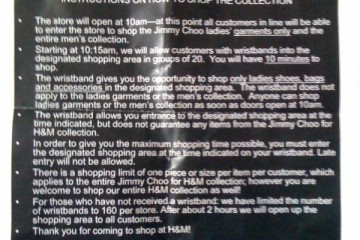 INSTRUCTIONS ON HOW TO SHOP THE COLLECTION
• The store will open at 10am—at this point all customers in line will be able
to enter the store to shop the Jimmy Choo ladies' garments only and the
entire men's collection.
• Starting at 10:15am, we will allow customers with wristbands into the
designated shopping area in groups of 20. You will have 10 minutes to
shop.
• The wristband gives you the opportunity to shop only ladies shoes, bags
and accessories in the designated shopping area. The wristband does not
apply to the ladies garments or the men's collection. Anyone can shop
ladies garments or the men's collection as soon as doors open at 10am.
• The wristband allows you entrance to the designated shopping area at the
time indicated, but does not guarantee any items from the Jimmy Choo for
H&M collection.
• In order to give you the maximum shopping time possible, you must enter
the designated shopping area at the time indicated on your wristband. Late
entry will not be allowed.
• There is a shopping limit of one piece or size per item per customer, which
applies to the entire Jimmy Choo for H&M collection; however you are
welcome to shop our entire H&M collection as well!
• For those who have not received a wristband: we have limited the number
of wristbands to 160 per store. After about 2 hours we will open up the
shopping area to all customers.
• Thank you for coming to shop at H&M!